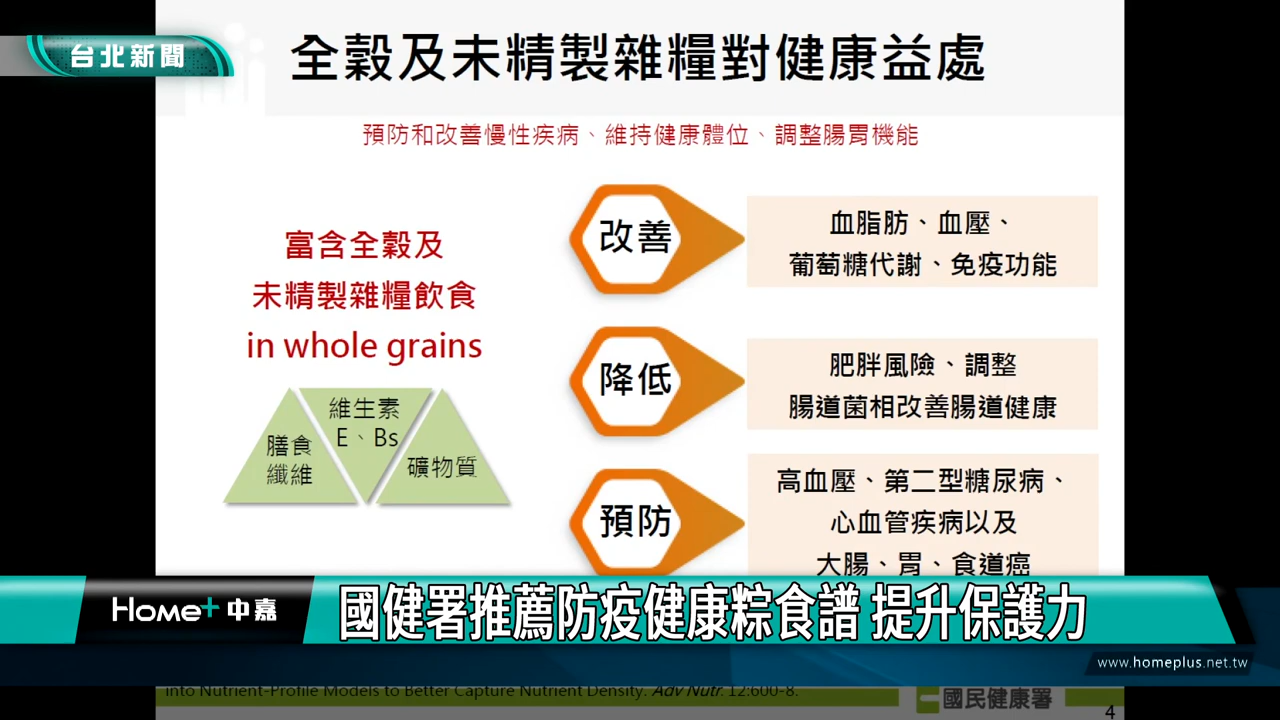 台北新聞
全穀及未精製雜糧對健康益處
預防和改善慢性疾病、維持健康體位、調整腸胃機能
富含全穀及
未精製雜糧飲食
in whole grains
膳食
纖維
維生素
E、Bs
礦物質
改善
血脂肪、血壓、
葡萄糖代謝、免疫功能
降低
肥胖風險、調整
腸道菌相改善腸道健康
預防
高血壓、第二型糖尿病、
心血管疾病以及
大腸、胃、食道癌
Home+中嘉
國健署推薦防疫健康粽食譜 提升保護力
www.homeplus.net.tw
into Nutrient-Profile Models to Better Capture Nutrient Density. Adv Nutr. 12:600-8.
國民健康署
4